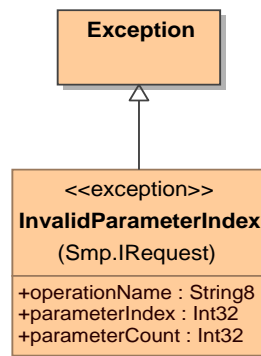 Exception
<<exception>>
InvalidParameterIndex
(Smp.IRequest)
+operationName : String8
+parameterIndex : Int32
+parameterCount : Int32